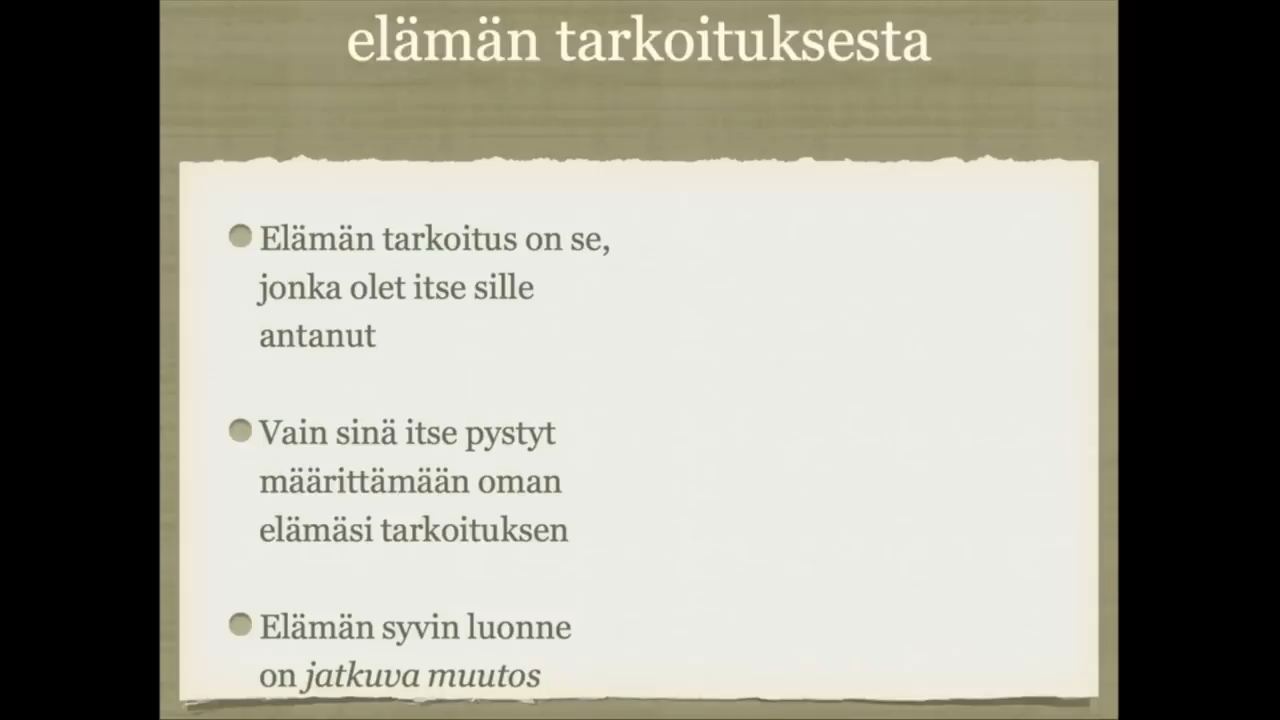 elämän tarkoituksesta
Elämän tarkoitus on se,
jonka olet itse sille
antanut
Vain sinä itse pystyt
määrittämään oman
elämäsi tarkoituksen
Elämän syvin luonne
on jatkuva muutos